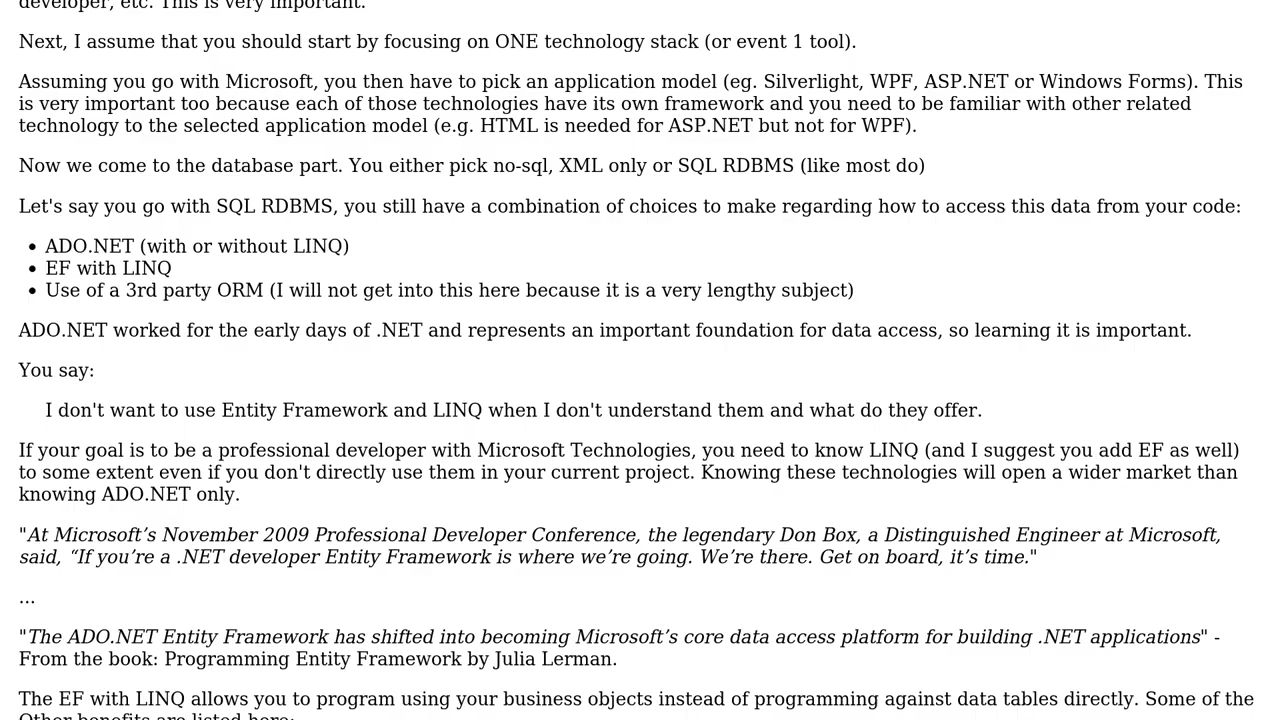 developer, etc. This is very important.
Next, I assume that you should start by focusing on ONE technology stack (or event 1 tool).
Assuming you go with Microsoft, you then have to pick an application model (eg. Silverlight, WPF, ASP.NET or Windows Forms). This
is very important too because each of those technologies have its own framework and you need to be familiar with other related
technology to the selected application model (e.g. HTML is needed for ASP.NET but not for WPF).
Now we come to the database part. You either pick no-sql, XML only or SQL RDBMS (like most do)
Let's say you go with SQL RDBMS, you still have a combination of choices to make regarding how to access this data from your code:
• ADO.NET (with or without LINQ)
• EF with LINQ
• Use of a 3rd party ORM (I will not get into this here because it is a very lengthy subject)
ADO.NET worked for the early days of .NET and represents an important foundation for data access, so learning it is important.
You say:
I don't want to use Entity Framework and LINQ when I don't understand them and what do they offer.
If your goal is to be a professional developer with Microsoft Technologies, you need to know LINQ (and I suggest you add EF as well)
to some extent even if you don't directly use them in your current project. Knowing these technologies will open a wider market than
knowing ADO.NET only.
"At Microsoft’s November 2009 Professional Developer Conference, the legendary Don Box, a Distinguished Engineer at Microsoft,
said, “If you’re a .NET developer Entity Framework is where we’re going. We’re there. Get on board, it’s time."
...
"The ADO.NET Entity Framework has shifted into becoming Microsoft’s core data access platform for building .NET applications" -
From the book: Programming Entity Framework by Julia Lerman.
The EF with LINQ allows you to program using your business objects instead of programming against data tables directly. Some of the
Other benefits are listed here: